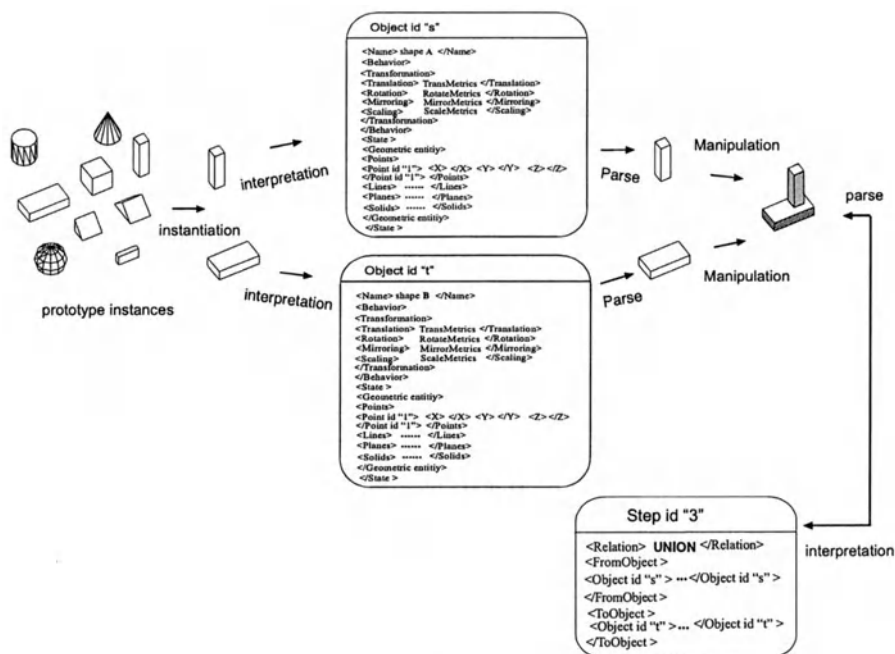 Object id "s"
<Name> shape A </Name>
<Behavior>
<Transformation>
<Translation> TransMetrics </Translation>
<Rotation> RotateMetrics </Rotation>
<Mirroring> MirrorMetrics </Mirroring>
<Scaling> ScaleMetrics </Scaling>
</Transformation>
</Behavior>
<State >
<Geometric entitiy>
<Points>
<Point id "1"> <X> </X> <Y> </Y> <Z> </Z>
</Point id "1"> </Points>
<Lines> ...... </Lines>
<Planes> ...... </Planes>
<Solids> ...... </Solids>
</Geometric entitiy>
</State >
prototype instances
instantiation
interpretation
interpretation
Parse
Manipulation
Parse
Manipulation
parse
Object id "t"
<Name> shape B </Name>
<Behavior>
<Transformation>
<Translation> TransMetrics </Translation>
<Rotation> RotateMetrics </Rotation>
<Mirroring> MirrorMetrics </Mirroring>
<Scaling> ScaleMetrics </Scaling>
</Transformation>
</Behavior>
<State >
<Geometric entitiy>
<Points>
<Point id "1"> <X> </X> <Y> </Y> <Z> </Z>
</Point id "1"> </Points>
<Lines> ...... </Lines>
<Planes> ...... </Planes>
<Solids> ...... </Solids>
</Geometric entitiy>
</State >
Step id "3"
<Relation> UNION </Relation>
<FromObject >
<Object id "s" > ... </Object id "s" >
</FromObject >
<ToObject >
<Object id "t" > ... </Object id "t" >
</ToObject >
interpretation